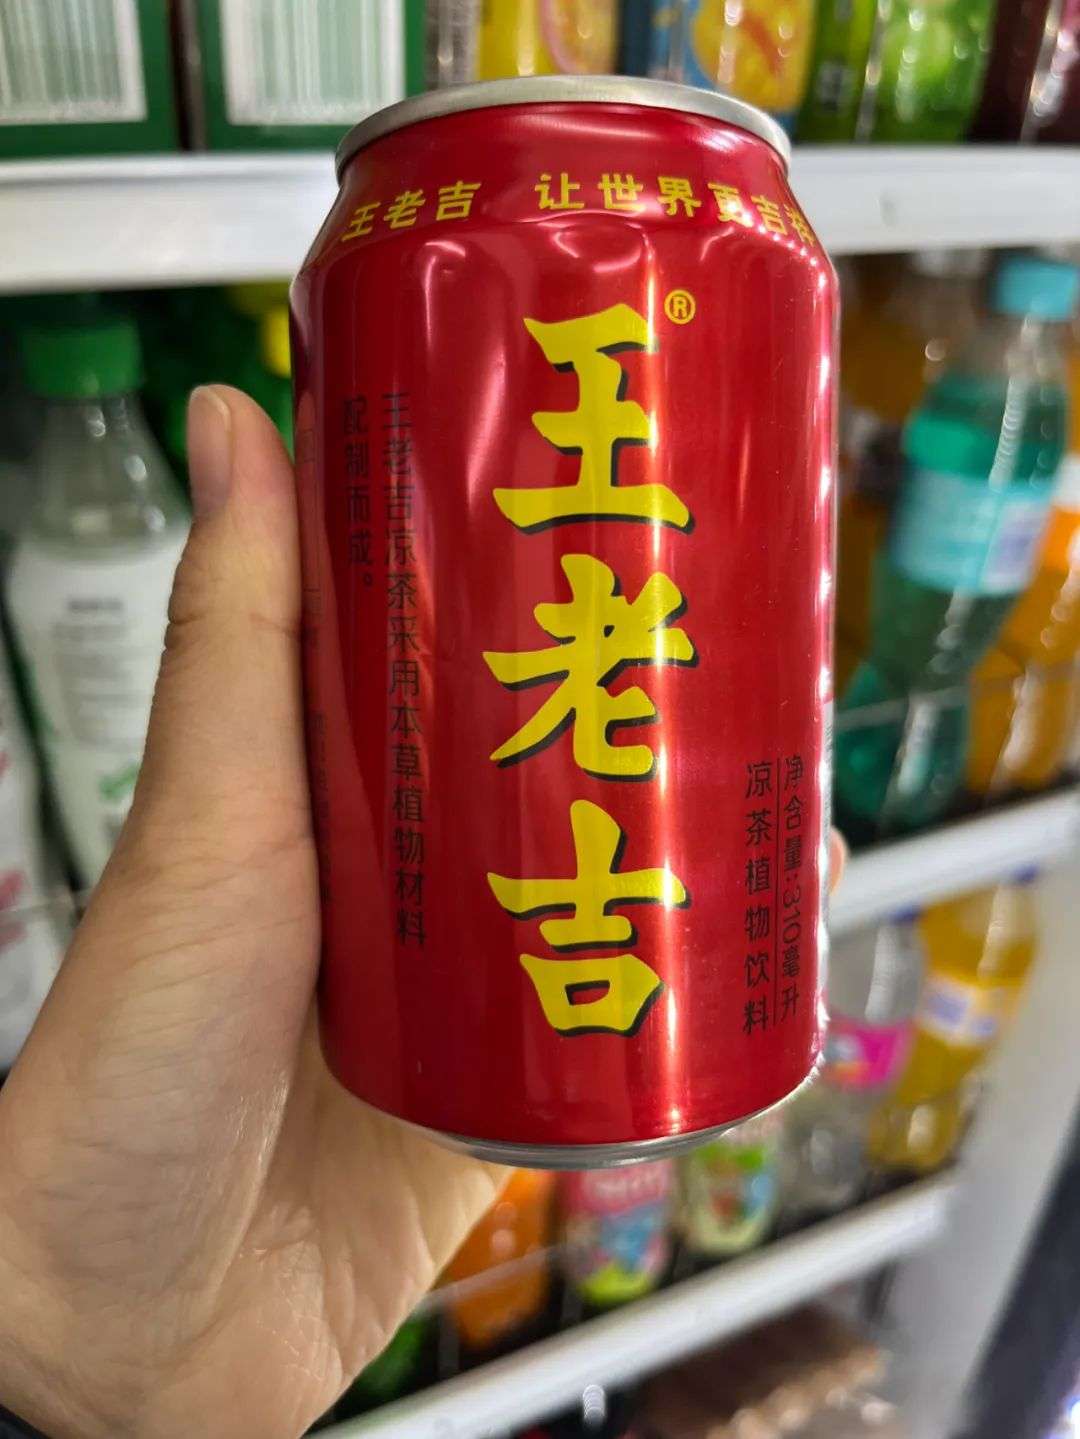 王老吉 让世界更吉祥
王老吉®
王老吉凉茶采用本草植物材料
配制而成。
净含量:310毫升
凉茶植物饮料